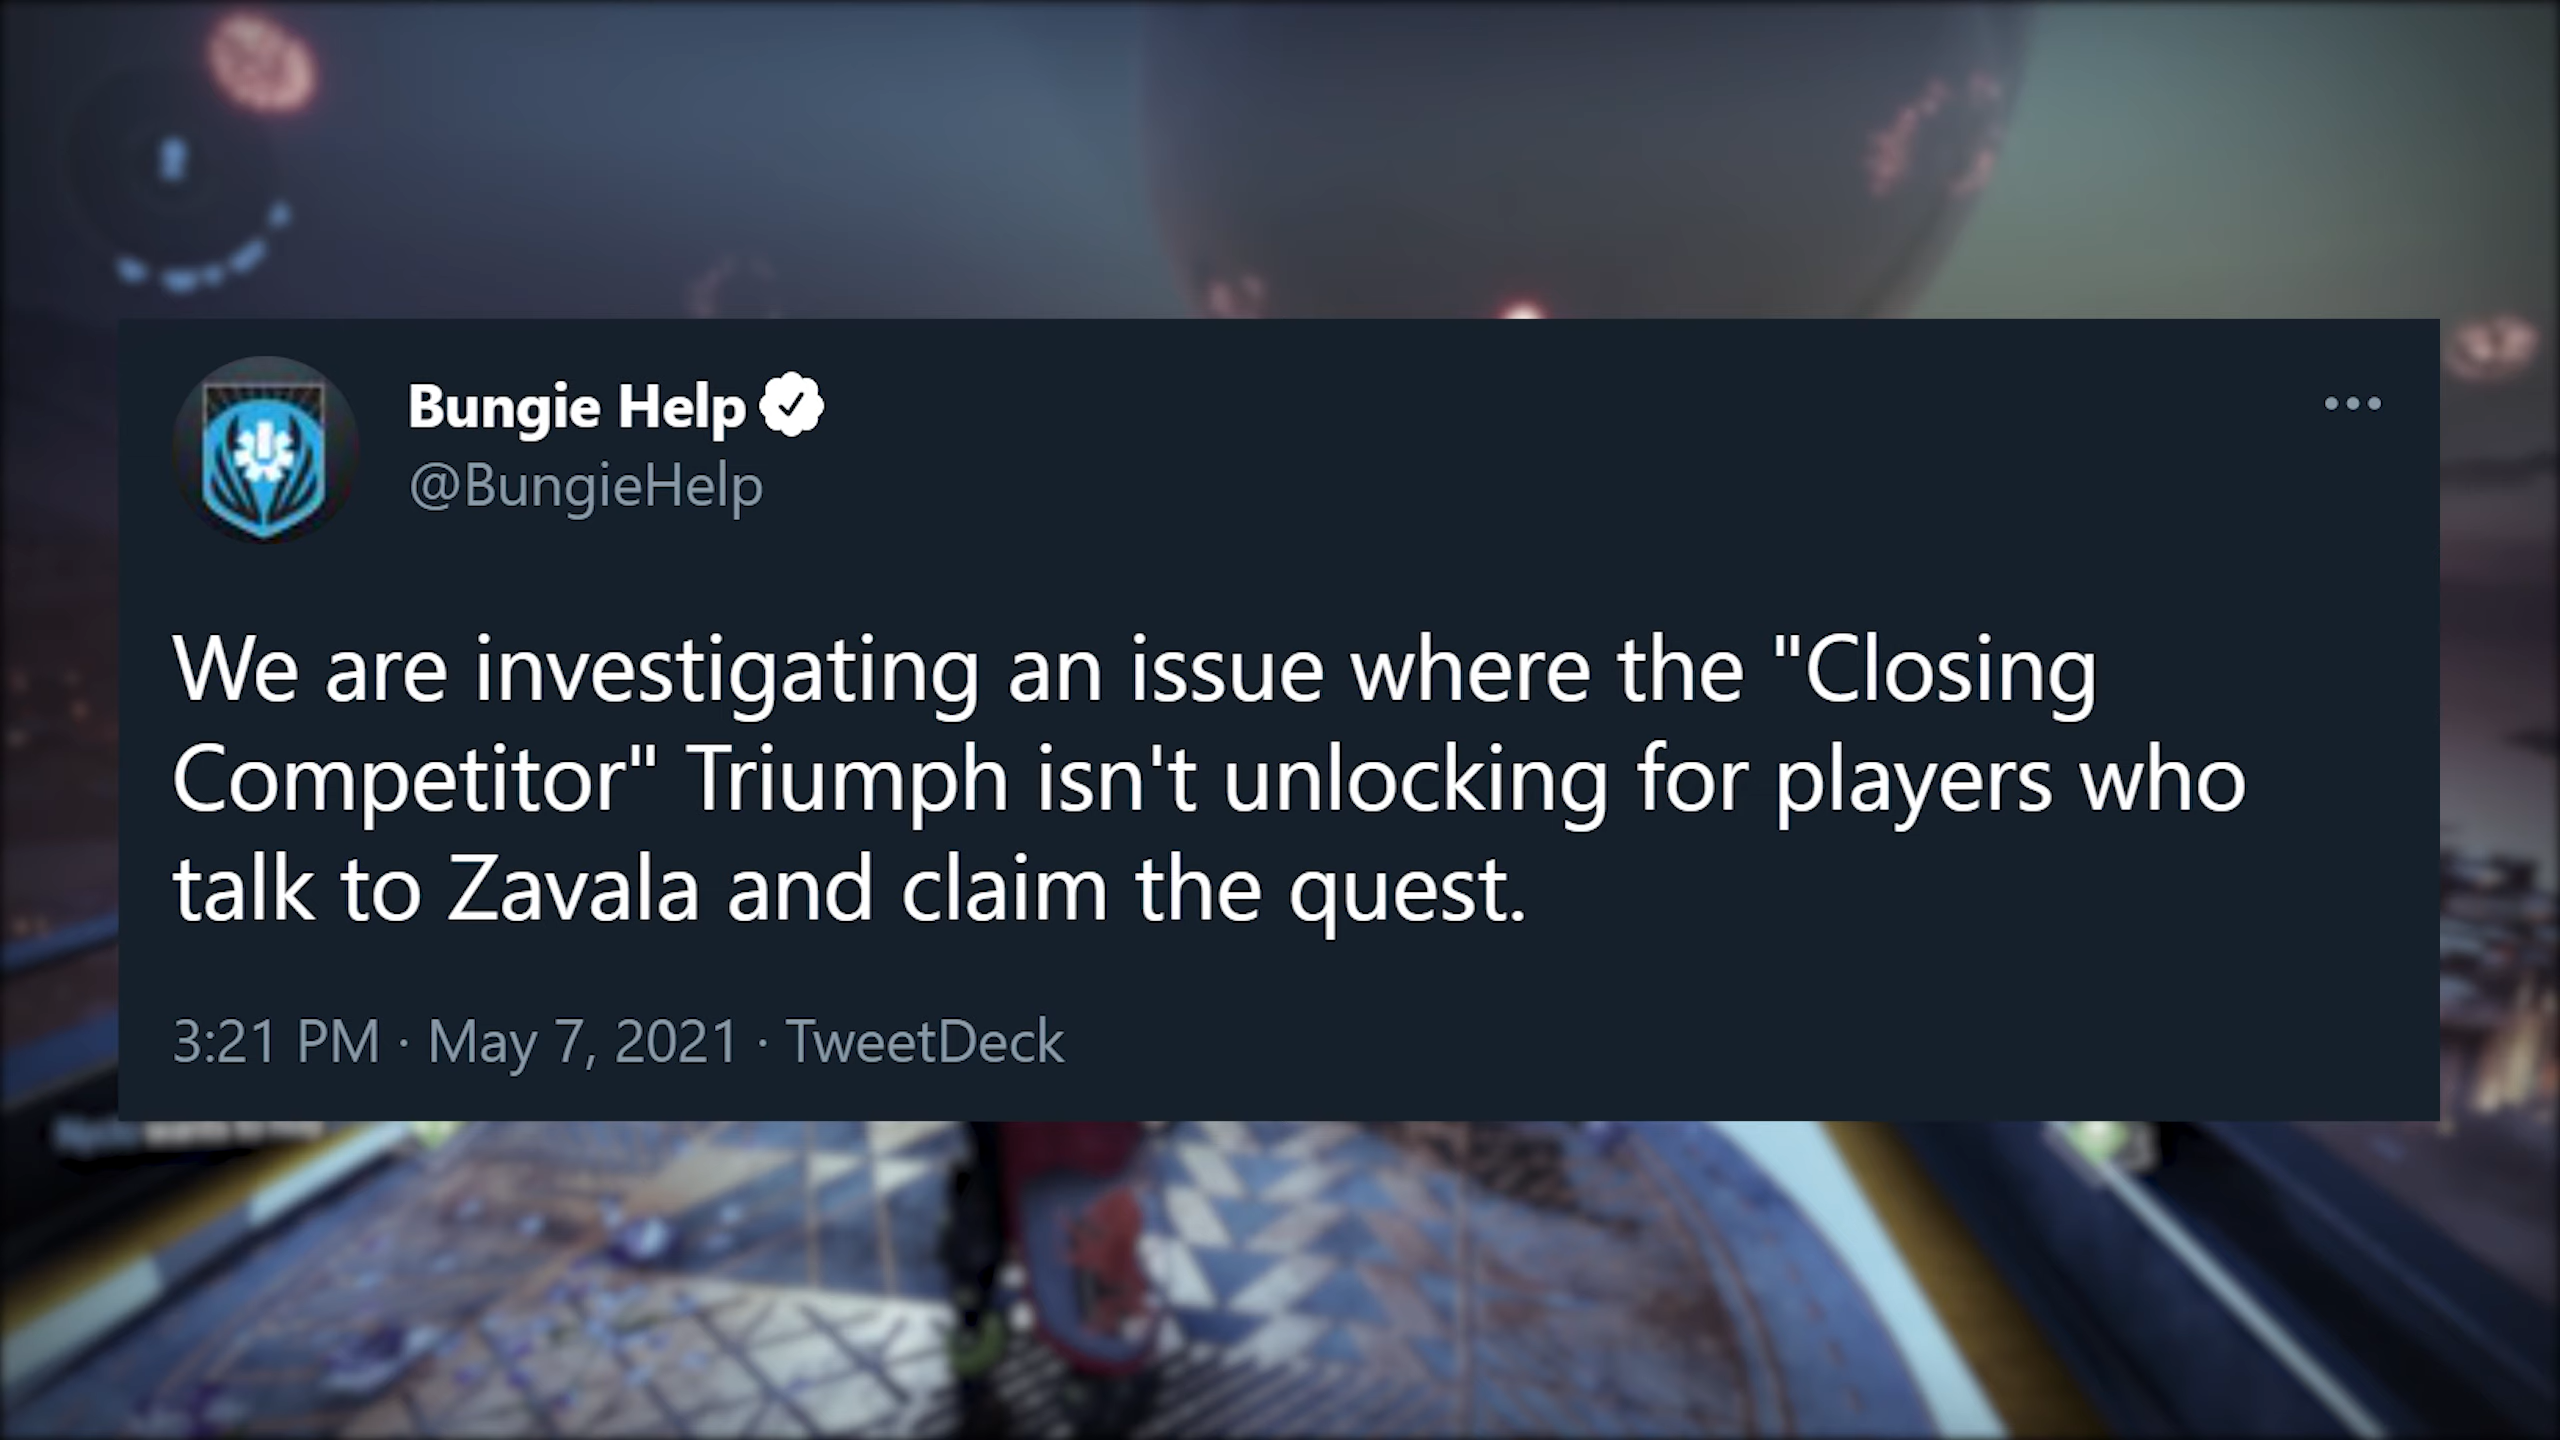 Bungie Help
@BungieHelp
We are investigating an issue where the "Closing
Competitor" Triumph isn't unlocking for players who
talk to Zavala and claim the quest.
3:21 PM · May 7, 2021 · TweetDeck